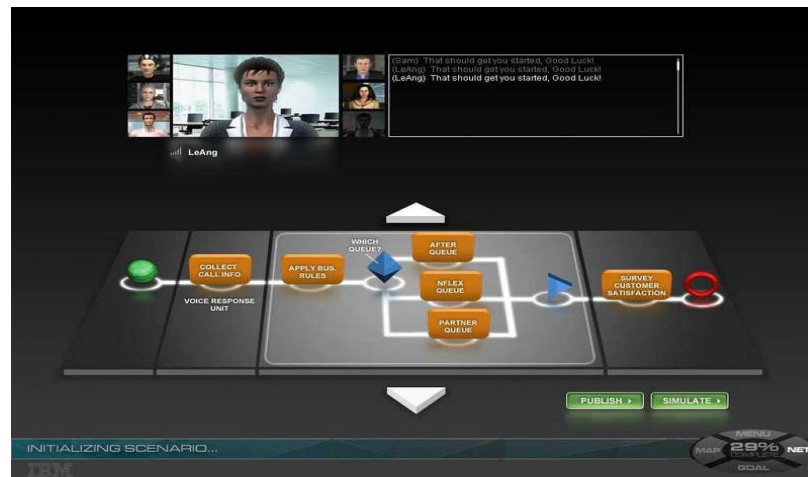 (Sam) That should get you started, Good Luck!
(LeAng) That should get you started, Good Luck!
(LeAng) That should get you started, Good Luck!
LeAng
WHICH
QUEUE?
AFTER
QUEUE
COLLECT
CALL INFO
APPLY BUS.
RULES
NFLEX
QUEUE
SURVEY
CUSTOMER
SATISFACTION
VOICE RESPONSE
UNIT
PARTNER
QUEUE
PUBLISH
SIMULATE
INITIALIZING SCENARIO...
MENU
MAP 29% NET
COMPLETE
GOAL
IBM